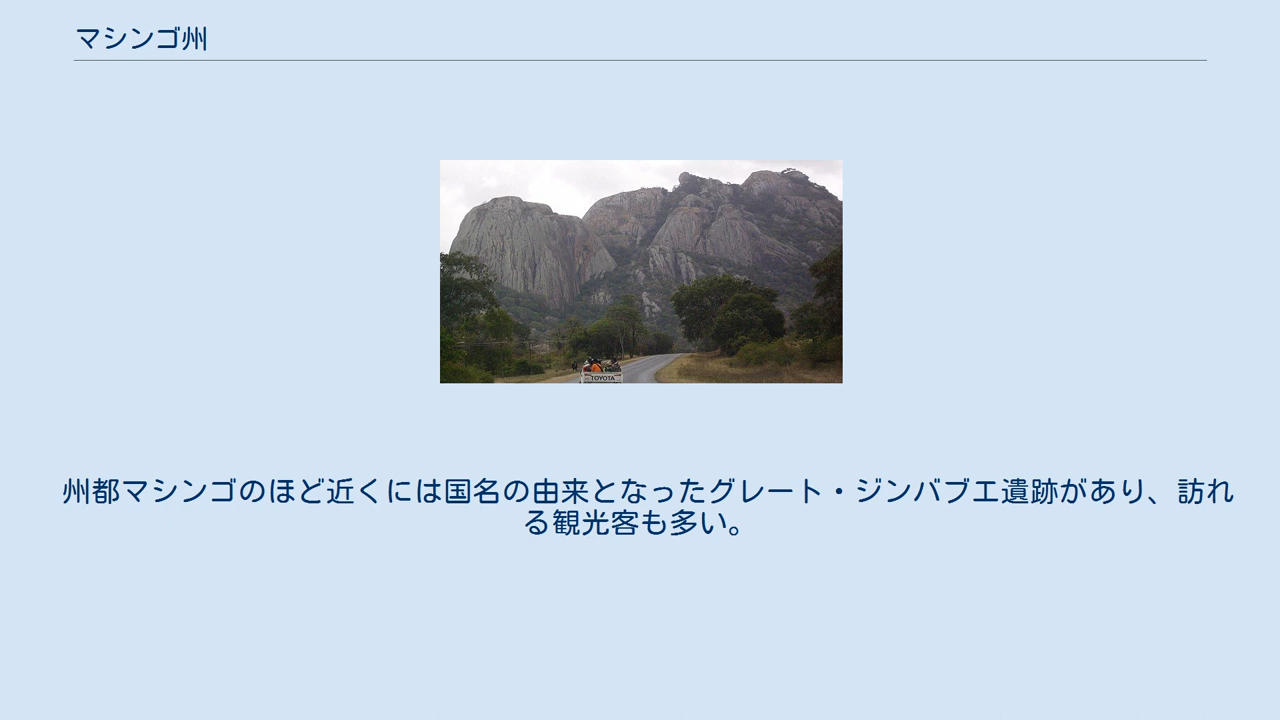 マシンゴ州
TOYOTA
州都マシンゴのほど近くには国名の由来となったグレート・ジンバブエ遺跡があり、訪れ
る観光客も多い。